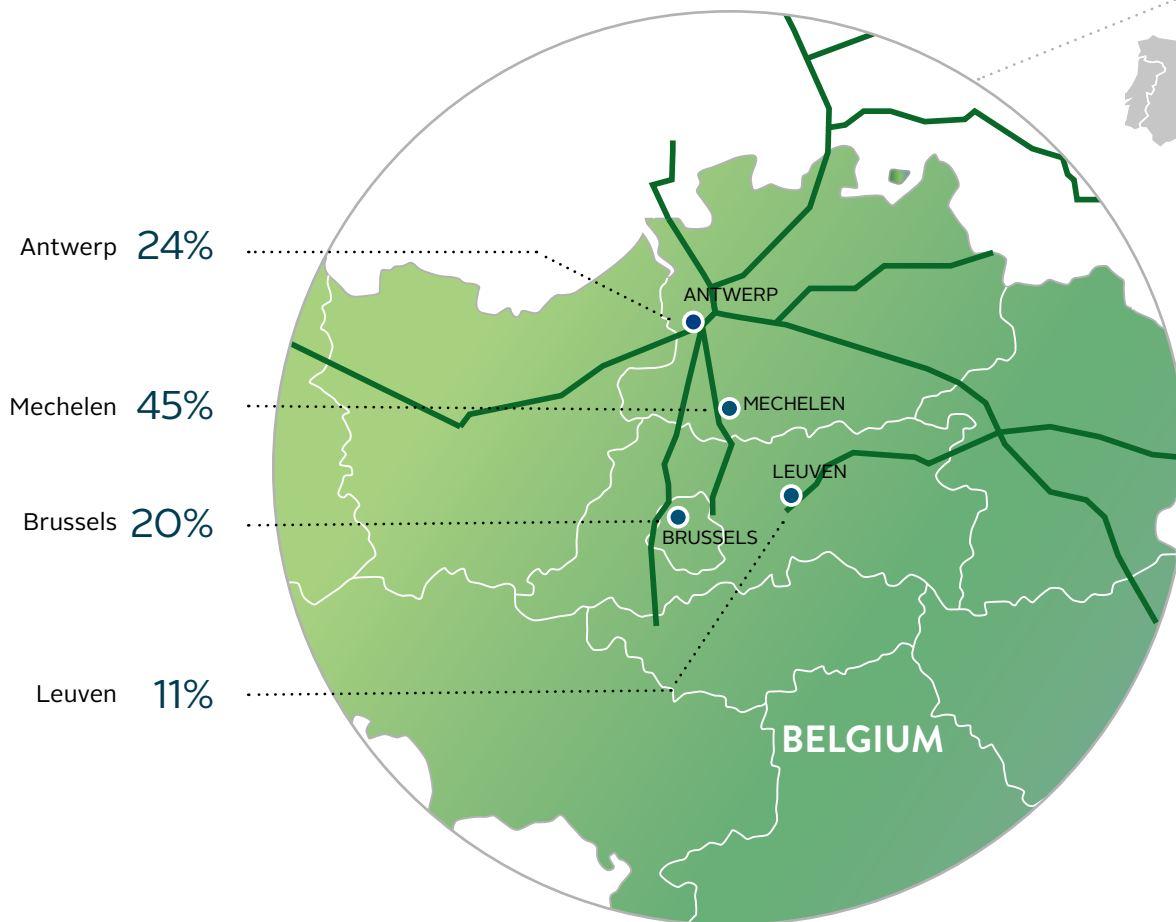 Antwerp 24%
ANTWERP
Mechelen 45%
MECHELEN
LEUVEN
Brussels 20%
BRUSSELS
Leuven 11%
BELGIUM